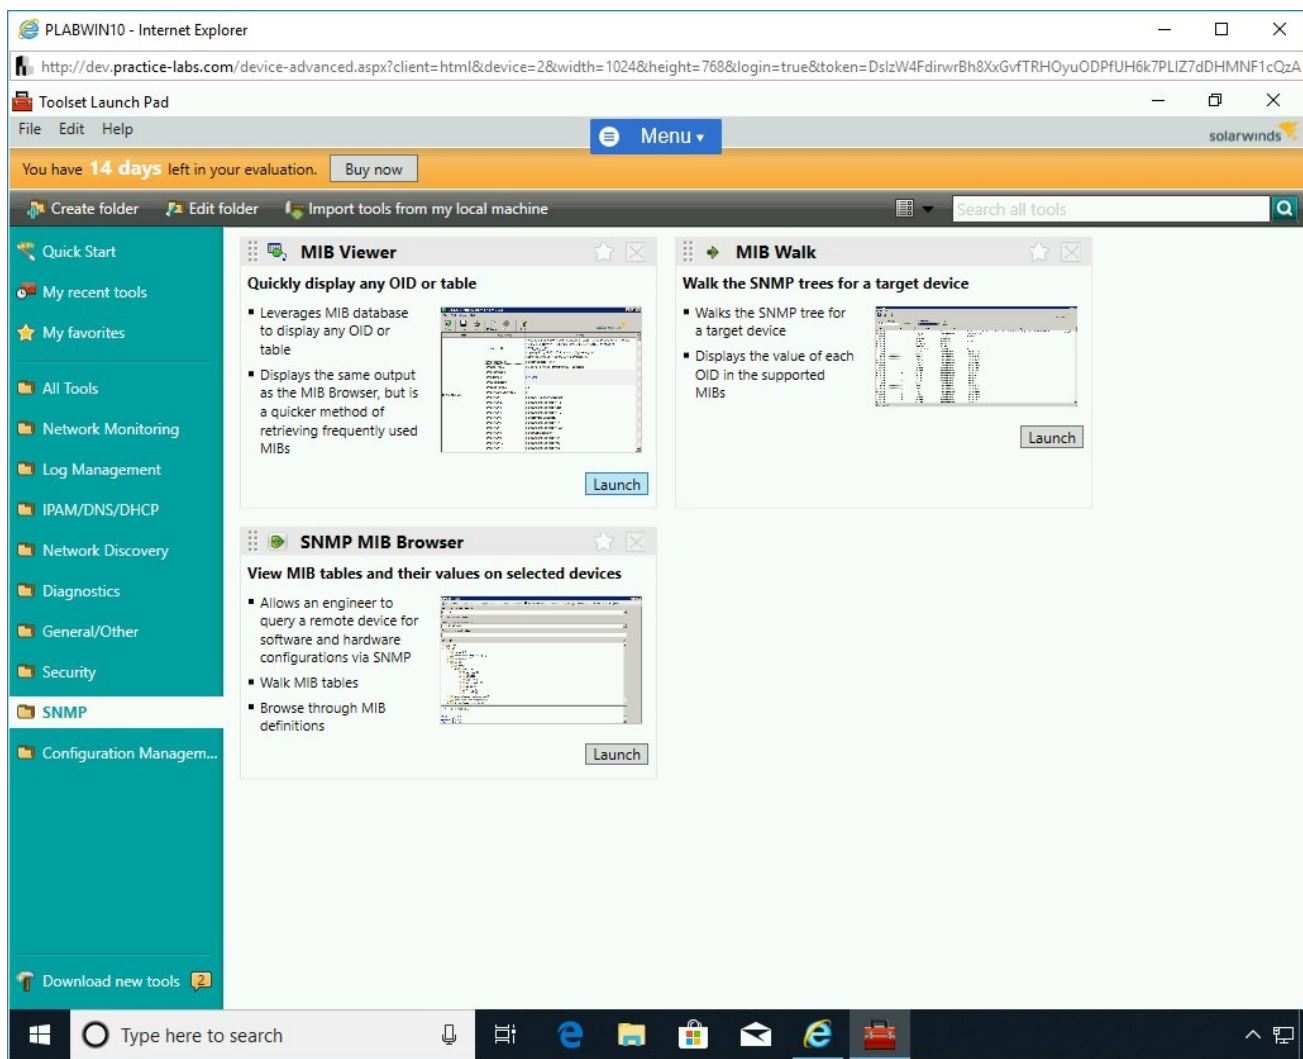 PLABWIN10 - Internet Explorer
http://dev.practice-labs.com/device-advanced.aspx?client=html&device=2&width=1024&height=768&login=true&token=DslzW4FdirwrBh8XxGvfTRHOyuODPfUH6k7PLIZ7dDHMNF1cQzA
Toolset Launch Pad
File Edit Help
Menu
solarwinds
You have 14 days left in your evaluation. Buy now
Create folder Edit folder Import tools from my local machine
Search all tools
Quick Start
My recent tools
My favorites
All Tools
Network Monitoring
Log Management
IPAM/DNS/DHCP
Network Discovery
Diagnostics
General/Other
Security
SNMP
Configuration Managem...
Download new tools 2
MIB Viewer
Quickly display any OID or table
Leverages MIB database
to display any OID or
table
Displays the same output
as the MIB Browser, but is
a quicker method of
retrieving frequently used
MIBs
Launch
MIB Walk
Walk the SNMP trees for a target device
Walks the SNMP tree for
a target device
Displays the value of each
OID in the supported
MIBs
Launch
SNMP MIB Browser
View MIB tables and their values on selected devices
Allows an engineer to
query a remote device for
software and hardware
configurations via SNMP
Walk MIB tables
Browse through MIB
definitions
Launch
Type here to search